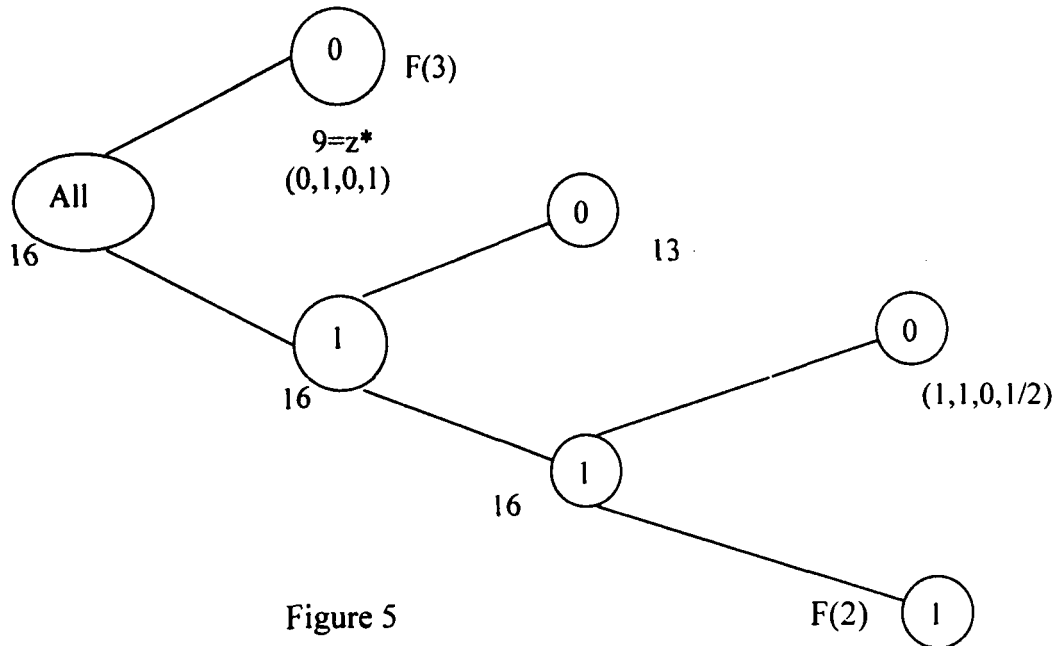 0
F(3)
9=z*
(0,1,0,1)
All
16
0
13
1
16
0
(1,1,0,1/2)
1
16
Figure 5
F(2)
1